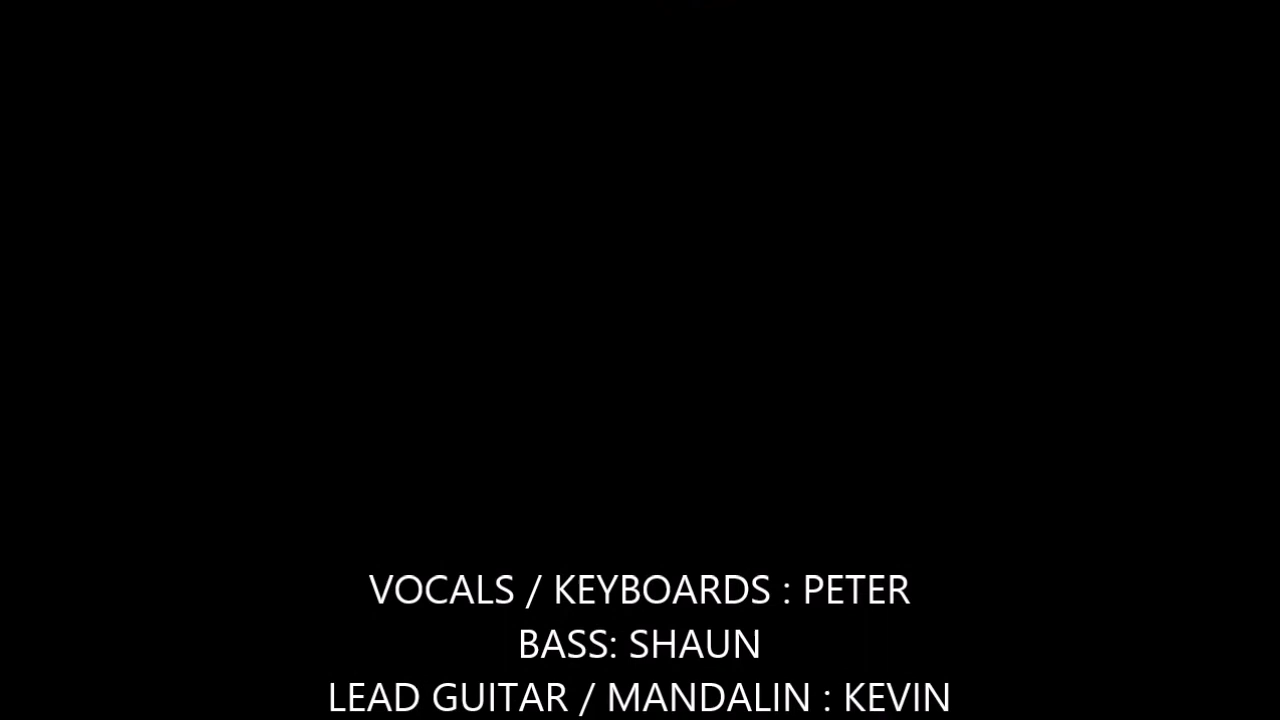 VOCALS / KEYBOARDS : PETER
BASS: SHAUN
LEAD GUITAR / MANDALIN : KEVIN